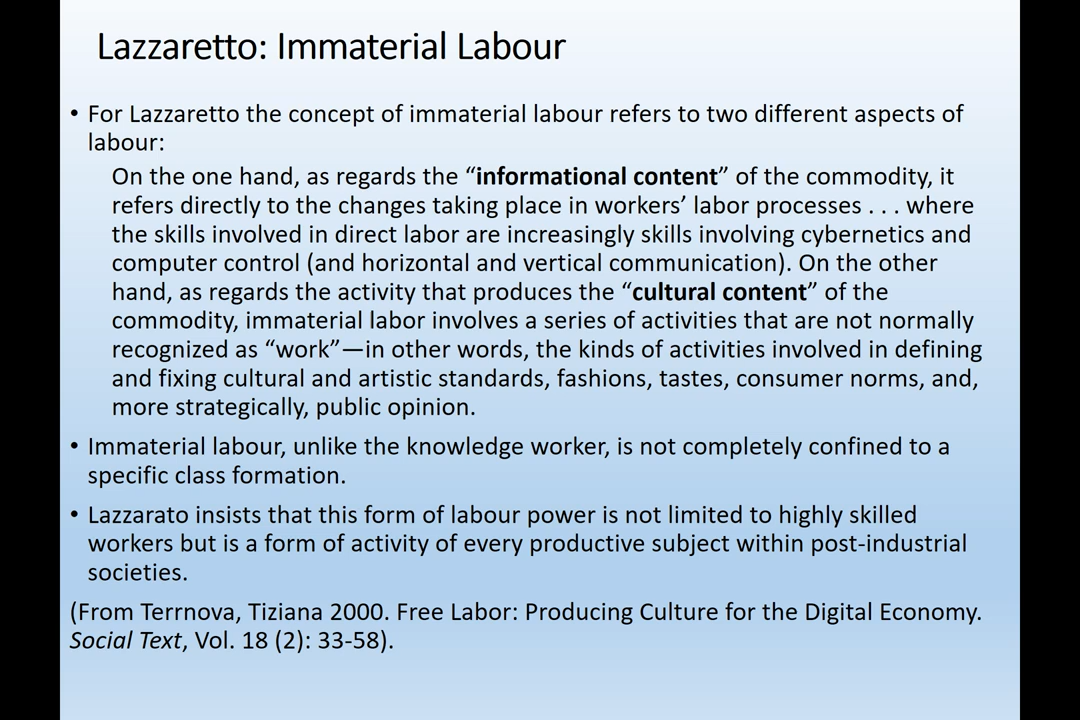 Lazzaretto: Immaterial Labour
• For Lazzaretto the concept of immaterial labour refers to two different aspects of
labour:
On the one hand, as regards the “informational content” of the commodity, it
refers directly to the changes taking place in workers’ labor processes . . . where
the skills involved in direct labor are increasingly skills involving cybernetics and
computer control (and horizontal and vertical communication). On the other
hand, as regards the activity that produces the “cultural content” of the
commodity, immaterial labor involves a series of activities that are not normally
recognized as “work”—in other words, the kinds of activities involved in defining
and fixing cultural and artistic standards, fashions, tastes, consumer norms, and,
more strategically, public opinion.
• Immaterial labour, unlike the knowledge worker, is not completely confined to a
specific class formation.
• Lazzarato insists that this form of labour power is not limited to highly skilled
workers but is a form of activity of every productive subject within post-industrial
societies.
(From Terrnova, Tiziana 2000. Free Labor: Producing Culture for the Digital Economy.
Social Text, Vol. 18 (2): 33-58).